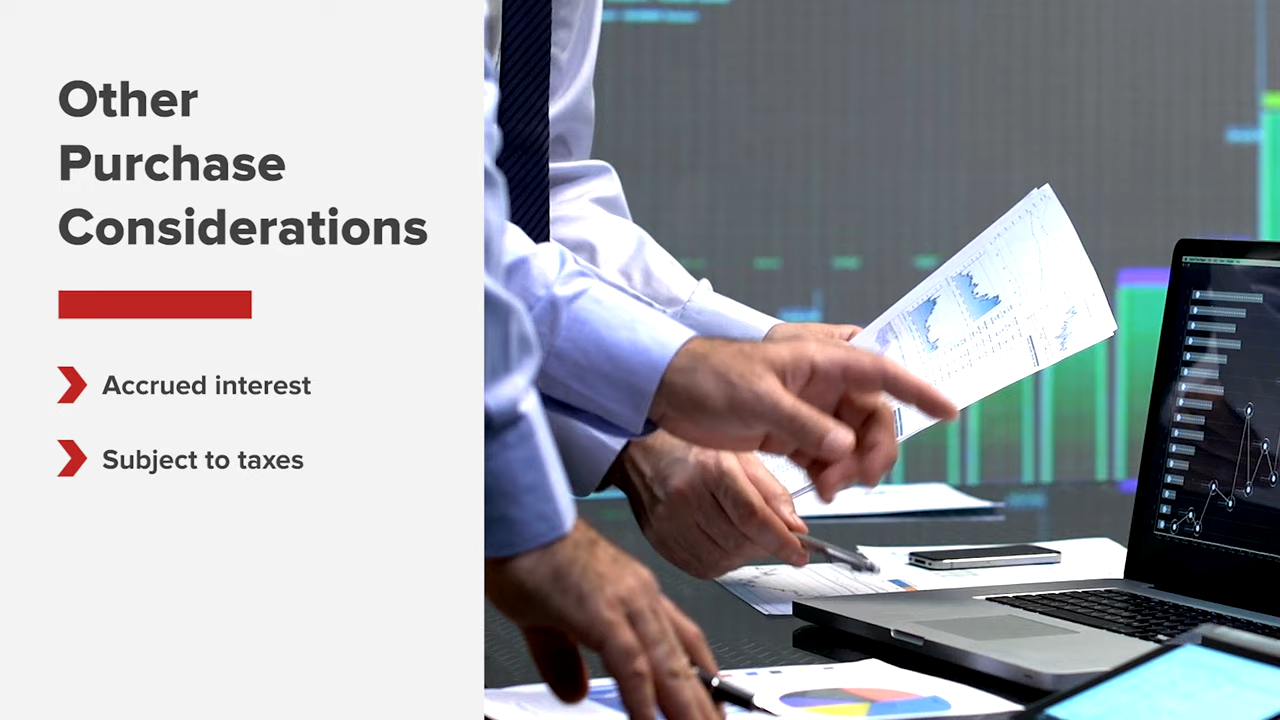 Other
Purchase
Considerations
Accrued interest
Subject to taxes